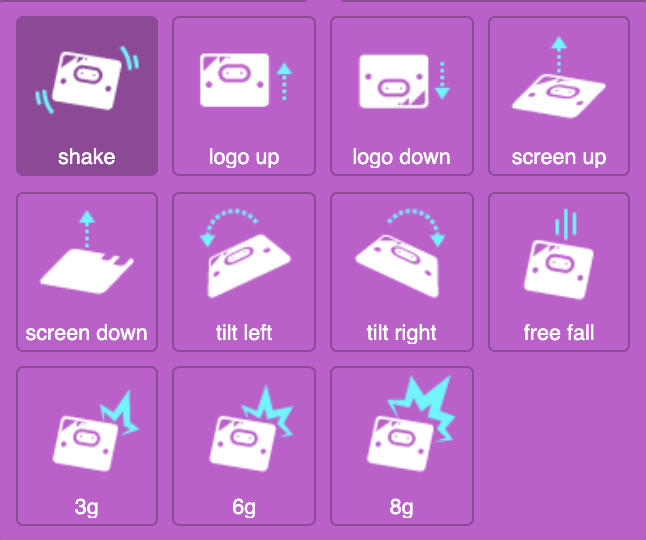 shake
logo up
logo down
screen up
screen down
tilt left
tilt right
free fall
3g
6g
8g